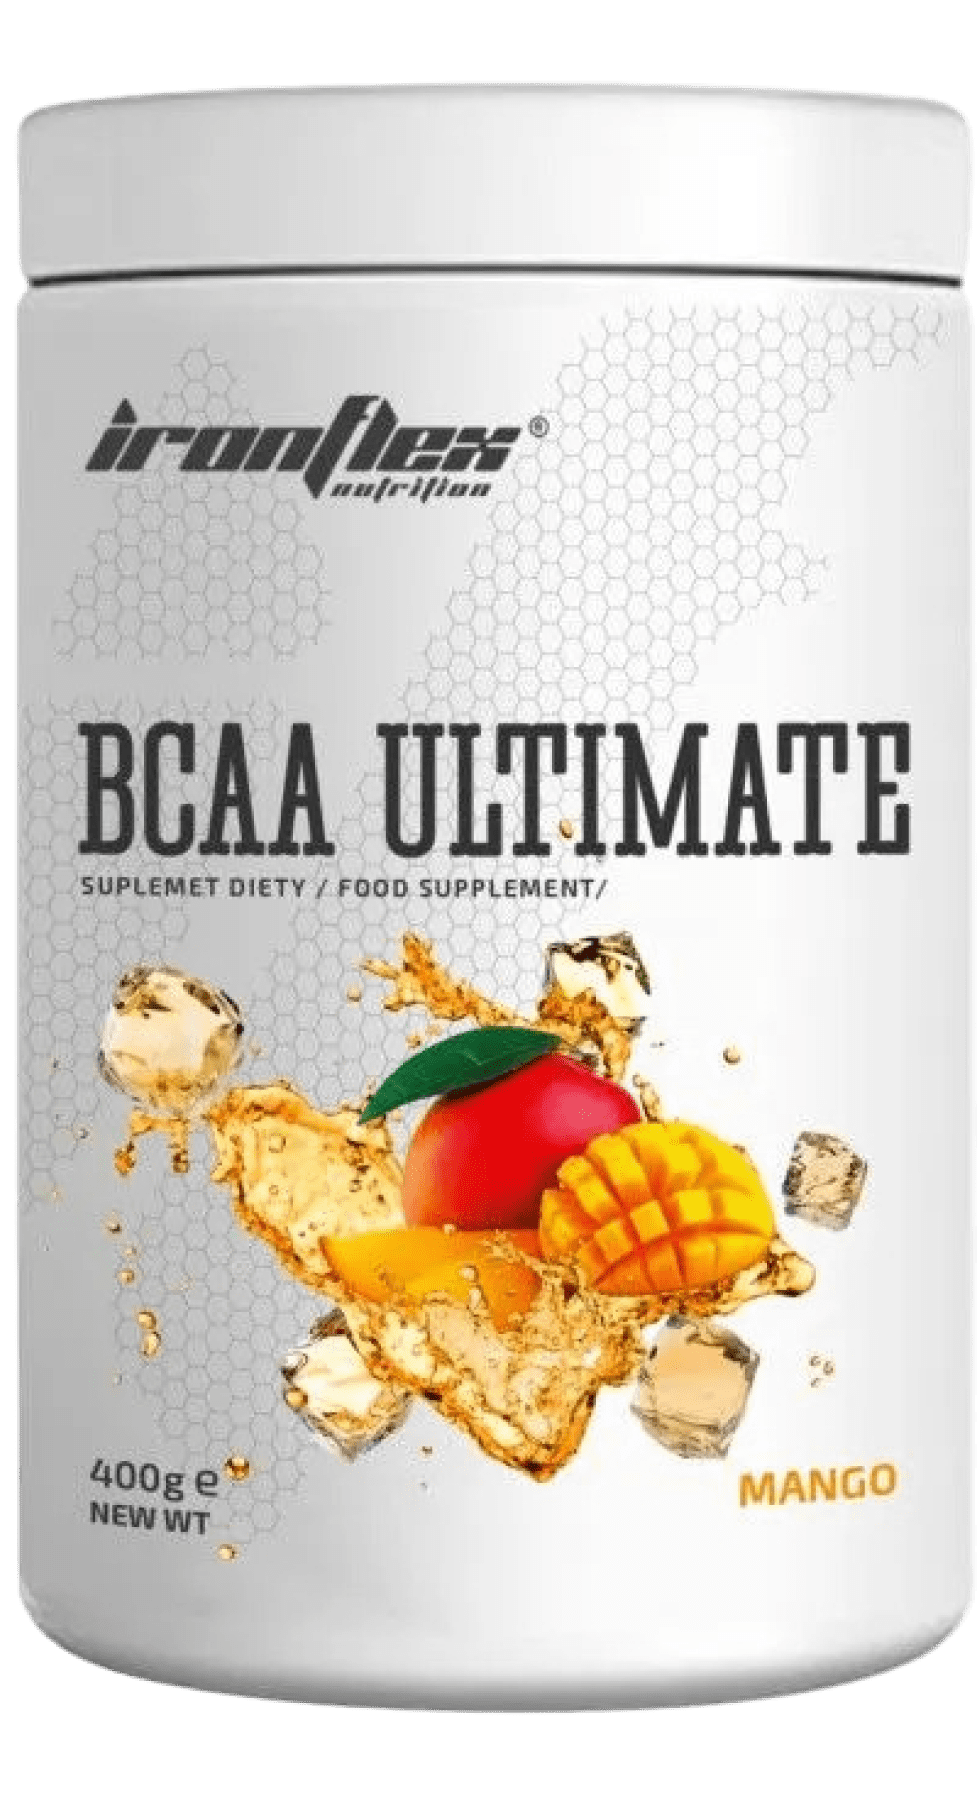 ironflex®
nutrition
BCAA ULTIMATE
SUPLEMET DIETY / FOOD SUPPLEMENT/
400g e
NEW WT
MANGO